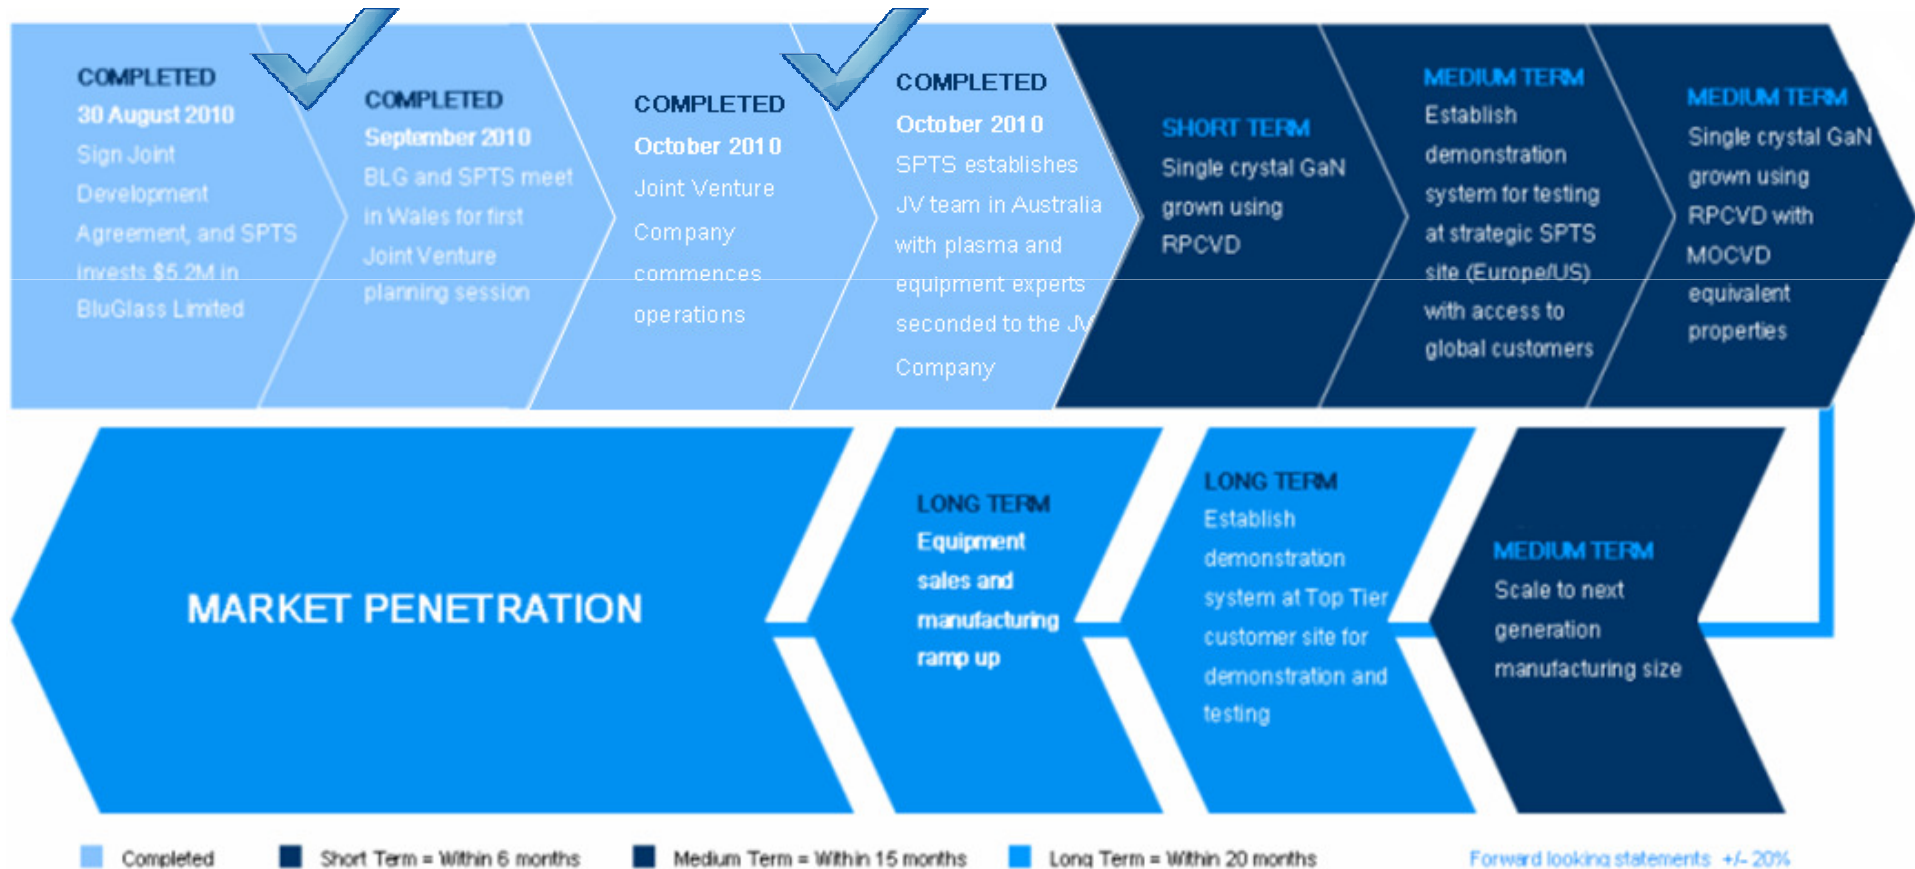 COMPLETED
30 August 2010
Sign Joint
Development
Agreement, and SPTS
invests $5.2M in
BluGlass Limited
COMPLETED
September 2010
BLG and SPTS meet
in Wales for first
Joint Venture
planning session
COMPLETED
October 2010
Joint Venture
Company
commences
operations
COMPLETED
October 2010
SPTS establishes
JV team in Australia
with plasma and
equipment experts
seconded to the JV
Company
SHORT TERM
Single crystal GaN
grown using
RPCVD
MEDIUM TERM
Establish
demonstration
system for testing
at strategic SPTS
site (Europe/US)
with access to
global customers
MEDIUM TERM
Single crystal GaN
grown using
RPCVD with
MOCVD
equivalent
properties
MEDIUM TERM
Scale to next
generation
manufacturing size
LONG TERM
Establish
demonstration
system at Top Tier
customer site for
demonstration and
testing
LONG TERM
Equipment
sales and
manufacturing
ramp up
MARKET PENETRATION
Completed
Short Term = Within 6 months
Medium Term = Within 15 months
Long Term = Within 20 months
Forward looking statements +/- 20%